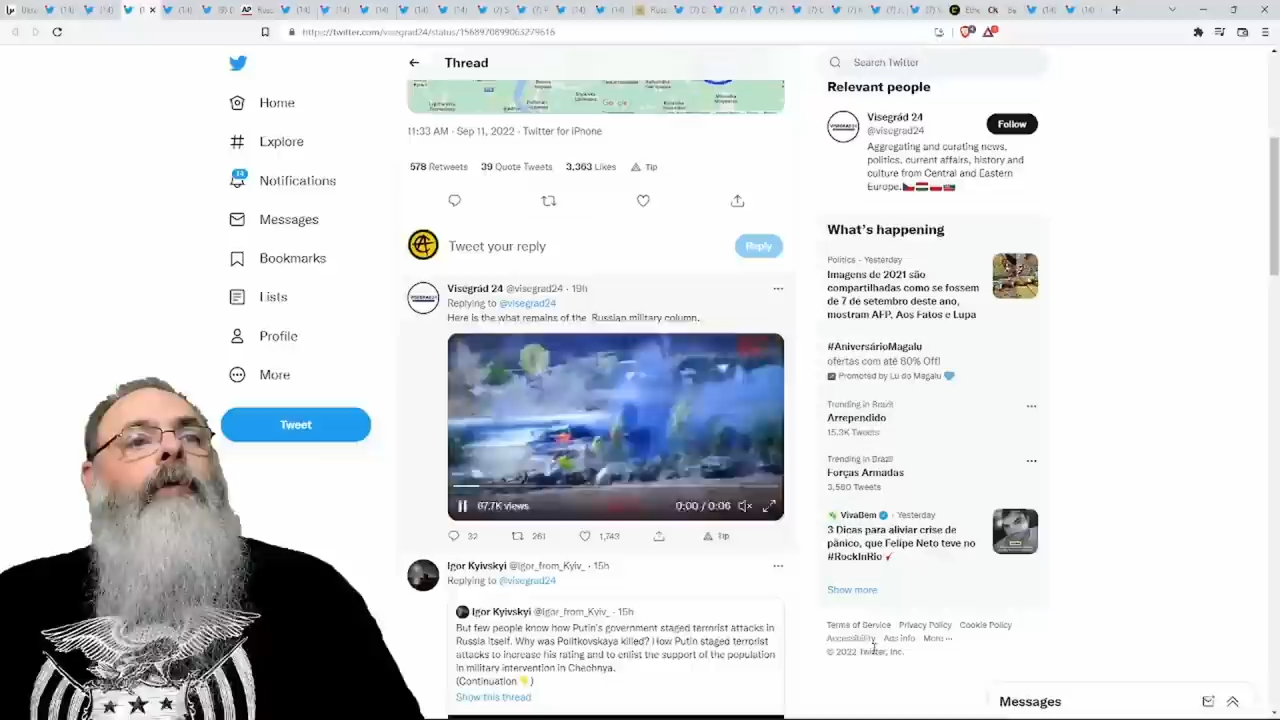 https://twitter.com/visegrad24/status/1568970899063279616
Home
Explore
14
Notifications
Messages
Bookmarks
Lists
Profile
More
Tweet
Thread
Google
11:33 AM · Sep 11, 2022 · Twitter for iPhone
578 Retweets 39 Quote Tweets 3,363 Likes Tip
Tweet your reply
Reply
Visegrád 24 @visegrad24 · 19h
Replying to @visegrad24
Here is the what remains of the Russian military column.
67.7K views
0:00 / 0:06
32 261 1,743 Tip
Igor Kyivskyi @Igor_from_Kyiv_ · 15h
Replying to @visegrad24
Igor Kyivskyi @Igor_from_Kyiv_ · 15h
But few people know how Putin's government staged terrorist attacks in
Russia itself. Why was Politkovskaya killed? How Putin staged terrorist
attacks to increase his rating and to enlist the support of the population
in military intervention in Chechnya.
(Continuation 👇)
Show this thread
Search Twitter
Relevant people
Visegrád 24
@visegrad24
Follow
Aggregating and curating news,
politics, current affairs, history and
culture from Central and Eastern
Europe.🇨🇿🇭🇺🇵🇱🇸🇰
What's happening
Politics · Yesterday
Imagens de 2021 são
compartilhadas como se fossem
de 7 de setembro deste ano,
mostram AFP, Aos Fatos e Lupa
#AniversárioMagalu
ofertas com até 80% Off!
Promoted by Lu do Magalu
Trending in Brazil
Arrependido
15.3K Tweets
Trending in Brazil
Forças Armadas
3,580 Tweets
VivaBem · Yesterday
3 Dicas para aliviar crise de
pânico, que Felipe Neto teve no
#RockInRio
Show more
Terms of Service Privacy Policy Cookie Policy
Accessibility Ads info More ···
© 2022 Twitter, Inc.
Messages